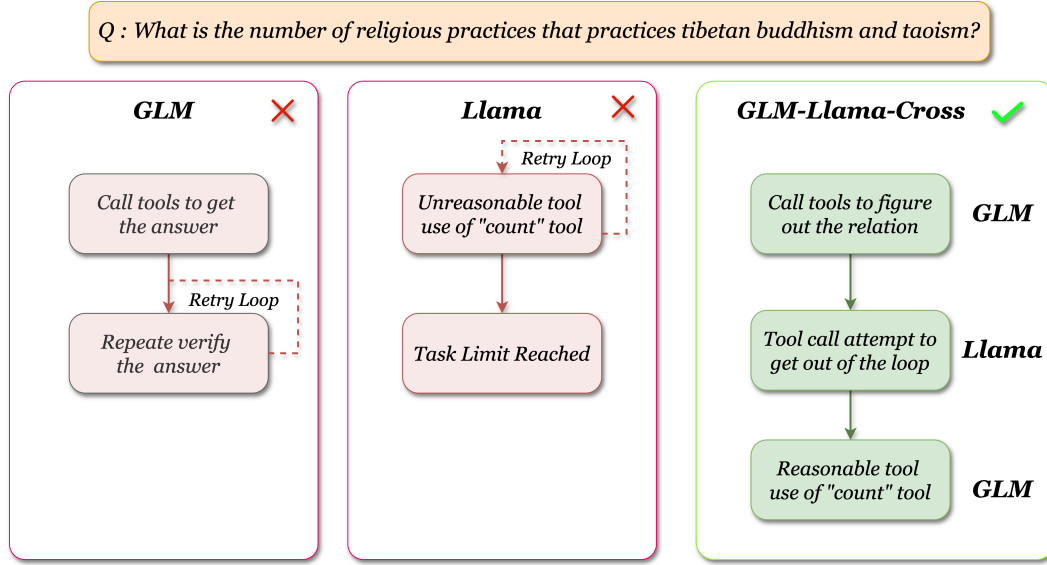 Q : What is the number of religious practices that practices tibetan buddhism and taoism?
GLM
Call tools to get
the answer
Retry Loop
Repeate verify
the answer
Llama
Retry Loop
Unreasonable tool
use of "count" tool
Task Limit Reached
GLM-Llama-Cross
Call tools to figure
out the relation
GLM
Tool call attempt to
get out of the loop
Llama
Reasonable tool
use of "count" tool
GLM